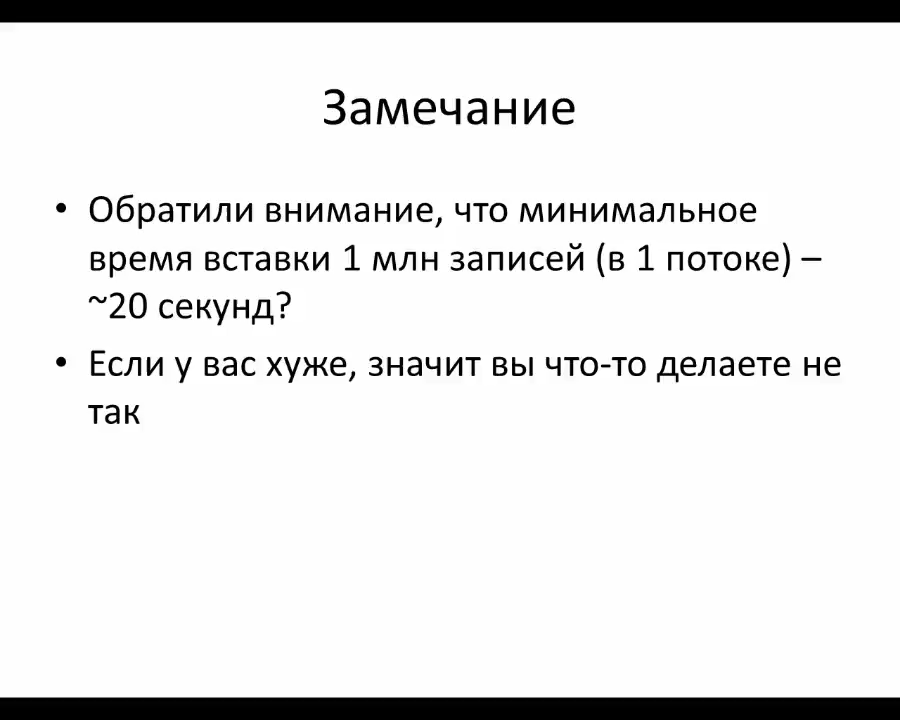 Замечание
• Обратили внимание, что минимальное
время вставки 1 млн записей (в 1 потоке) –
~20 секунд?
• Если у вас хуже, значит вы что-то делаете не
так